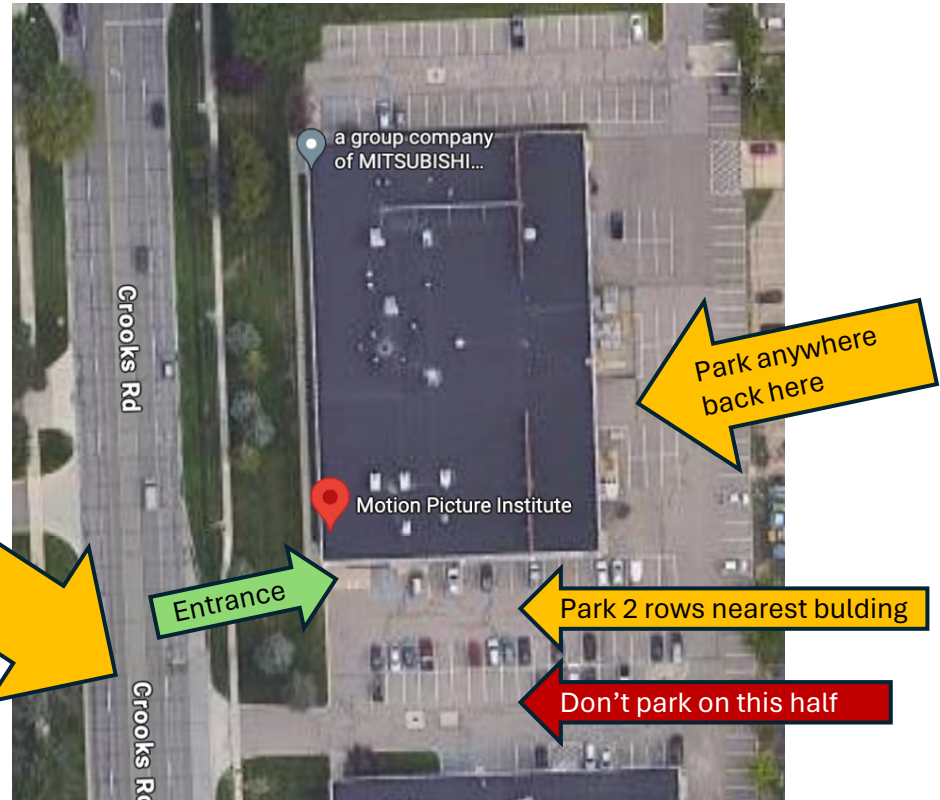 a group company
of MITSUBISHI...
Crooks Rd
Park anywhere
back here
Motion Picture Institute
Entrance
Park 2 rows nearest bulding
Don’t park on this half
Crooks Rd